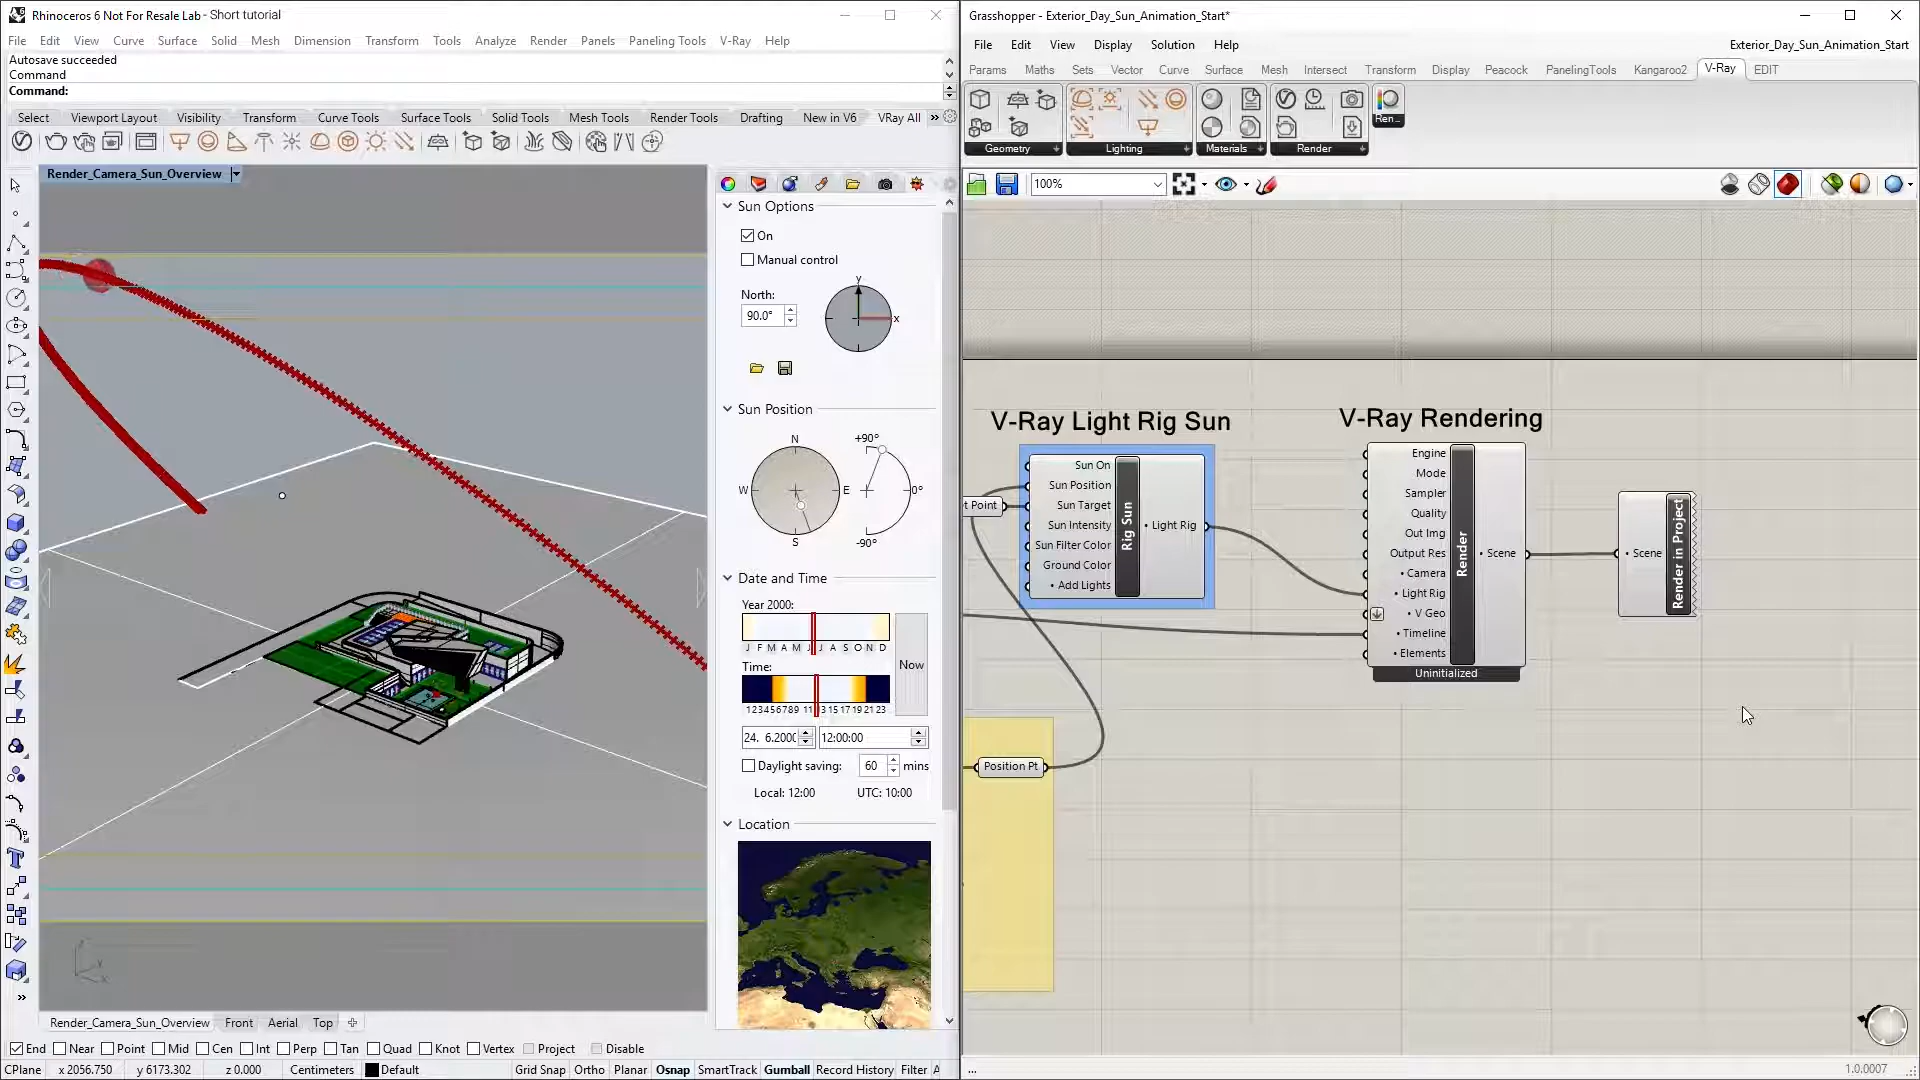 Rhinoceros 6 Not For Resale Lab - Short tutorial
File Edit View Curve Surface Solid Mesh Dimension Transform Tools Analyze Render Panels Paneling Tools V-Ray Help
Autosave succeeded
Command
Command:
Select Viewport Layout Visibility Transform Curve Tools Surface Tools Solid Tools Mesh Tools Render Tools Drafting New in V6 VRay All »
Render_Camera_Sun_Overview
Sun Options
On
Manual control
North:
90.0°
y
x
Sun Position
N
W E
S
+90°
0°
-90°
Date and Time
Year 2000:
J F M A M J J A S O N D
Time:
Now
123456789 11 13 15 17 19 21 23
24. 6.2000 12:00:00
Daylight saving: 60 mins
Local: 12:00 UTC: 10:00
Location
Render_Camera_Sun_Overview Front Aerial Top
End Near Point Mid Cen Int Perp Tan Quad Knot Vertex Project Disable
CPlane x 2056.750 y 6173.302 z 0.000 Centimeters Default Grid Snap Ortho Planar Osnap SmartTrack Gumball Record History Filter A
Grasshopper - Exterior_Day_Sun_Animation_Start*
File Edit View Display Solution Help
Exterior_Day_Sun_Animation_Start
Params Maths Sets Vector Curve Surface Mesh Intersect Transform Display Peacock PanelingTools Kangaroo2 V-Ray EDIT
Geometry Lighting Materials Render Ren...
100%
V-Ray Light Rig Sun
t Point
Sun On
Sun Position
Sun Target
Sun Intensity
Sun Filter Color
Ground Color
• Add Lights
Rig Sun
• Light Rig
Position Pt
V-Ray Rendering
Engine
Mode
Sampler
Quality
Out Img
Output Res
• Camera
• Light Rig
• V Geo
• Timeline
• Elements
Render
• Scene
Uninitialized
• Scene
Render in Project
...
1.0.0007